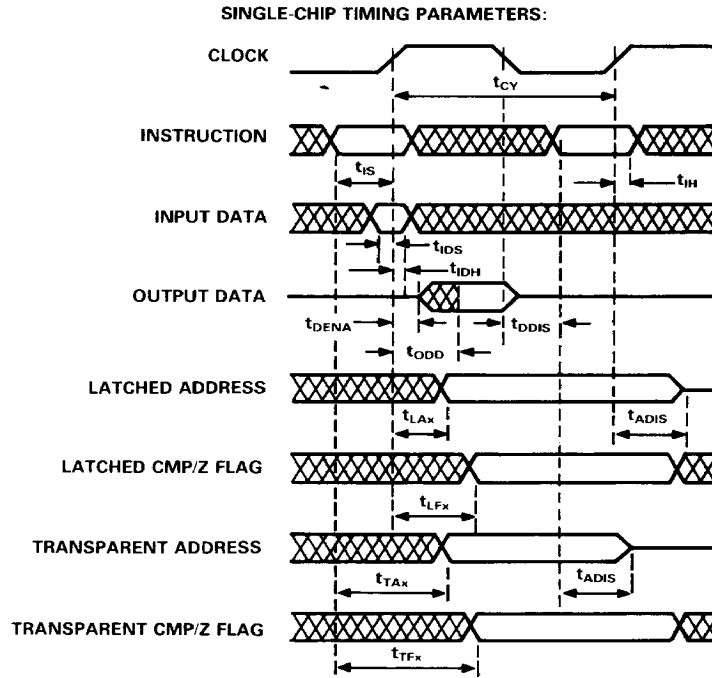 SINGLE-CHIP TIMING PARAMETERS:
CLOCK
tCY
INSTRUCTION
tIS
tIH
INPUT DATA
tIDS
tIDH
OUTPUT DATA
tDENA
tDDIS
tODD
LATCHED ADDRESS
tLAx
tADIS
LATCHED CMP/Z FLAG
tLFx
TRANSPARENT ADDRESS
tTAx
tADIS
TRANSPARENT CMP/Z FLAG
tTFx